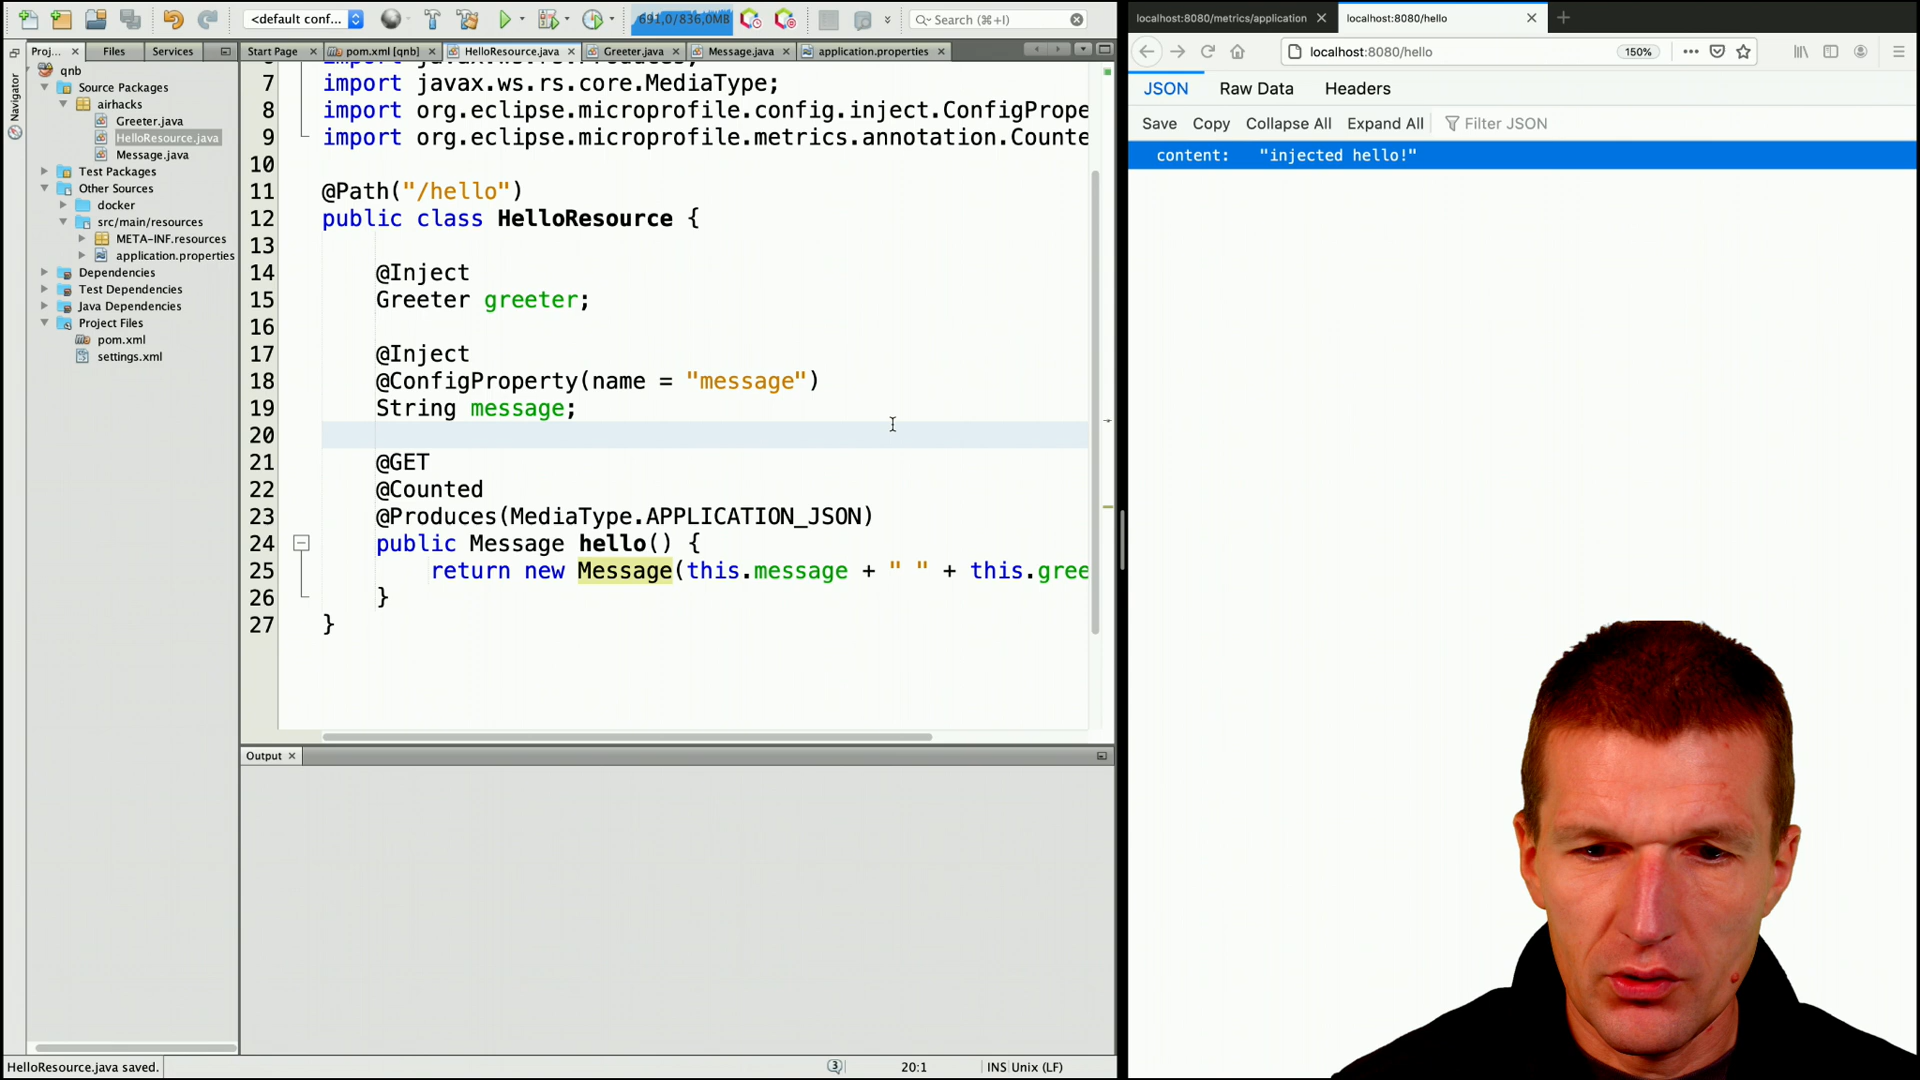 <default conf...
691,0/836,0MB
Search (⌘+I)
Proj...
Files
Services
Start Page
pom.xml [qnb]
HelloResource.java
Greeter.java
Message.java
application.properties
Navigator
qnb
Source Packages
airhacks
Greeter.java
HelloResource.java
Message.java
Test Packages
Other Sources
docker
src/main/resources
META-INF.resources
application.properties
Dependencies
Test Dependencies
Java Dependencies
Project Files
pom.xml
settings.xml
7 import javax.ws.rs.core.MediaType;
8 import org.eclipse.microprofile.config.inject.ConfigPrope
9 import org.eclipse.microprofile.metrics.annotation.Counte
10
11 @Path("/hello")
12 public class HelloResource {
13
14 @Inject
15 Greeter greeter;
16
17 @Inject
18 @ConfigProperty(name = "message")
19 String message;
20
21 @GET
22 @Counted
23 @Produces(MediaType.APPLICATION_JSON)
24 public Message hello() {
25 return new Message(this.message + " " + this.gree
26 }
27 }
Output
HelloResource.java saved.
3
20:1
INS Unix (LF)
localhost:8080/metrics/application
localhost:8080/hello
localhost:8080/hello
150%
JSON
Raw Data
Headers
Save
Copy
Collapse All
Expand All
Filter JSON
content: "injected hello!"